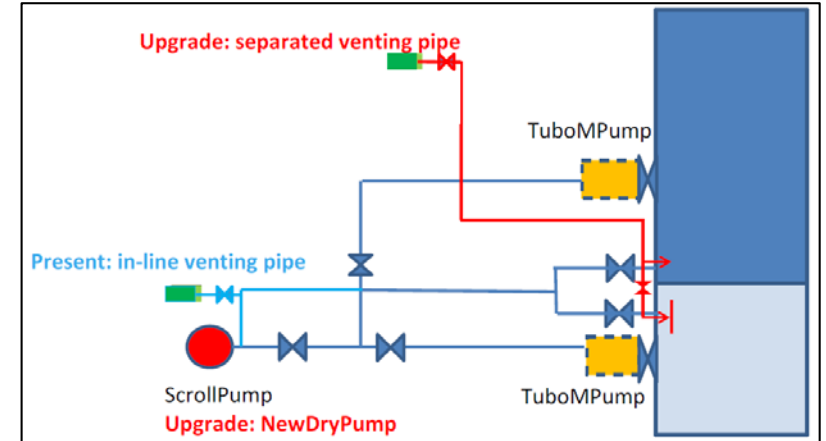 Upgrade: separated venting pipe
TuboMPump
Present: in-line venting pipe
ScrollPump
TuboMPump
Upgrade: NewDryPump